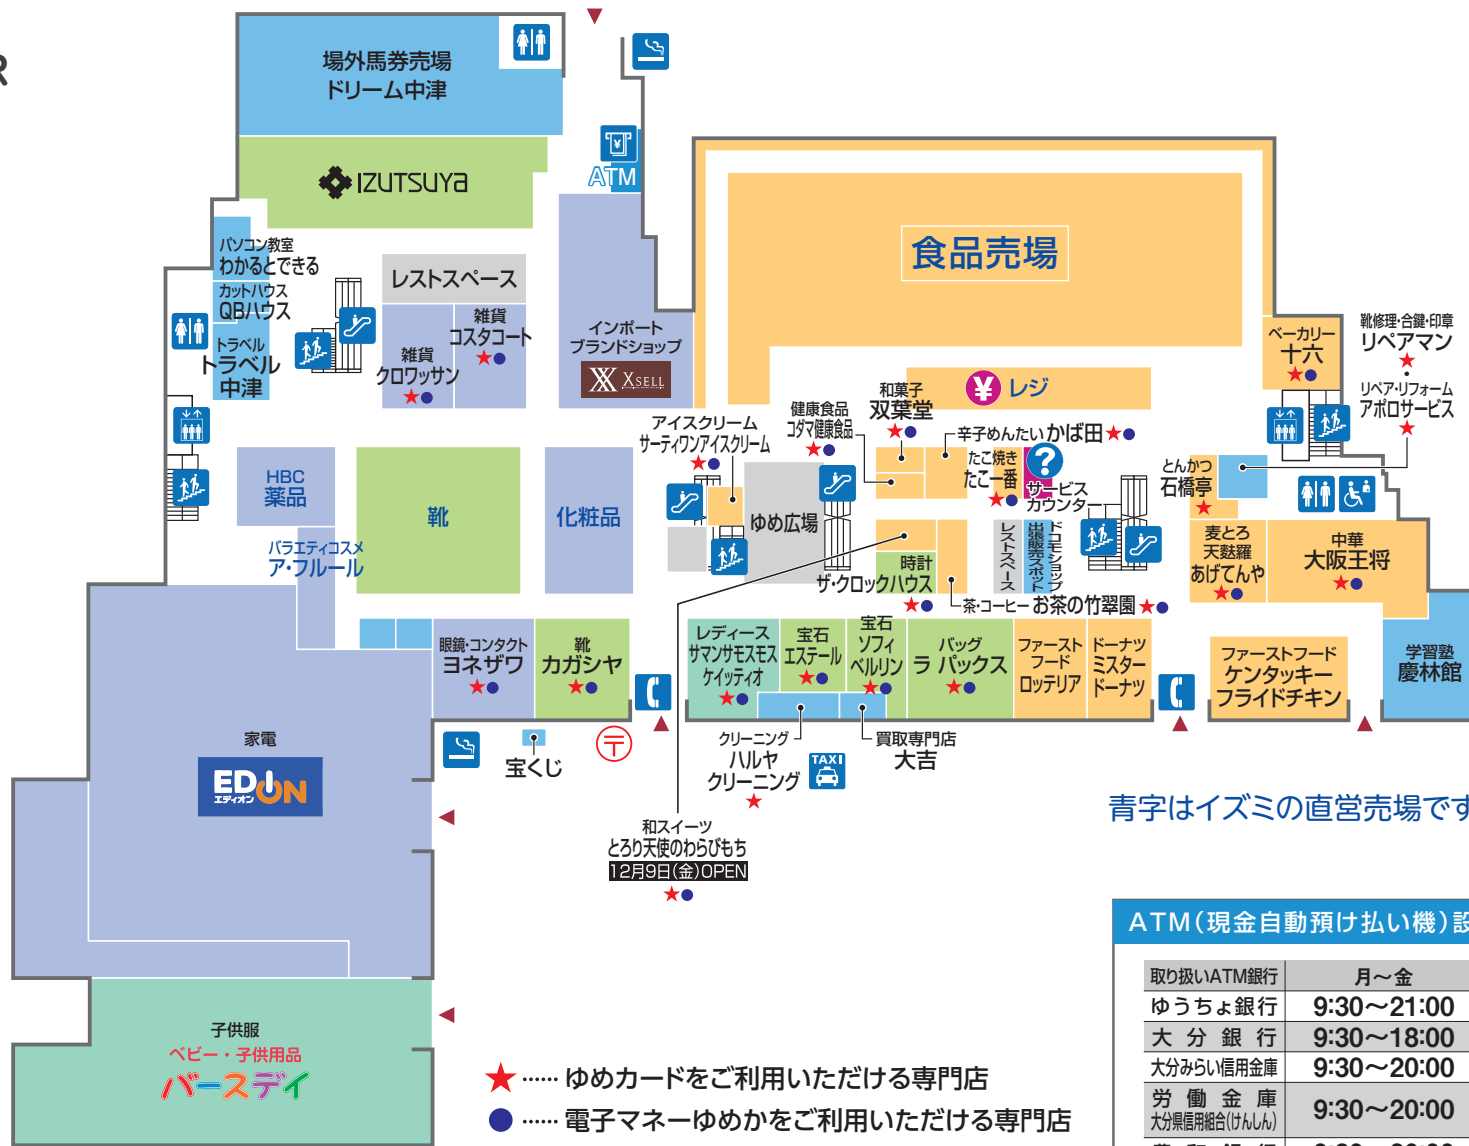 R
場外馬券売場
ドリーム中津
ATM
IZUTSUYA
食品売場
パソコン教室
わかるとできる
カットハウス
QBハウス
トラベル
トラベル
中津
レストスペース
雑貨
コスタコート
雑貨
クロワッサン
インポート
ブランドショップ
XSELL
ベーカリー
十六
靴修理・合鍵・印章
リペアマン
リペア・リフォーム
アポロサービス
レジ
和菓子
双葉堂
健康食品
コダマ健康食品
アイスクリーム
サーティワンアイスクリーム
辛子めんたい かば田
たこ焼き
たこ一番
サービス
カウンター
とんかつ
石橋亭
HBC
薬品
靴
化粧品
ゆめ広場
バラエティコスメ
ア・フルール
時計
ザ・クロックハウス
レストスペース
ドコモショップ
出張販売スポット
茶・コーヒー お茶の竹翠園
麦とろ
天麩羅
あげてんや
中華
大阪王将
眼鏡・コンタクト
ヨネザワ
靴
カガシヤ
レディース
サマンサモスモス
ケイッティオ
宝石
エステール
宝石
ソフィ
ベルリン
バッグ
ラ パックス
ファースト
フード
ロッテリア
ドーナツ
ミスター
ドーナツ
ファーストフード
ケンタッキー
フライドチキン
学習塾
慶林館
家電
EDION
エディオン
宝くじ
〒
クリーニング
ハルヤ
クリーニング
TAXI
買取専門店
大吉
和スイーツ
とろり天使のわらびもち
12月9日(金)OPEN
青字はイズミの直営売場です
ATM(現金自動預け払い機)設
取り扱いATM銀行 月～金
ゆうちょ銀行 9:30～21:00
大分銀行 9:30～18:00
大分みらい信用金庫 9:30～20:00
労働金庫
大分県信用組合(けんしん) 9:30～20:00
子供服
ベビー・子供用品
バースデイ
★……ゆめカードをご利用いただける専門店
●……電子マネーゆめかをご利用いただける専門店